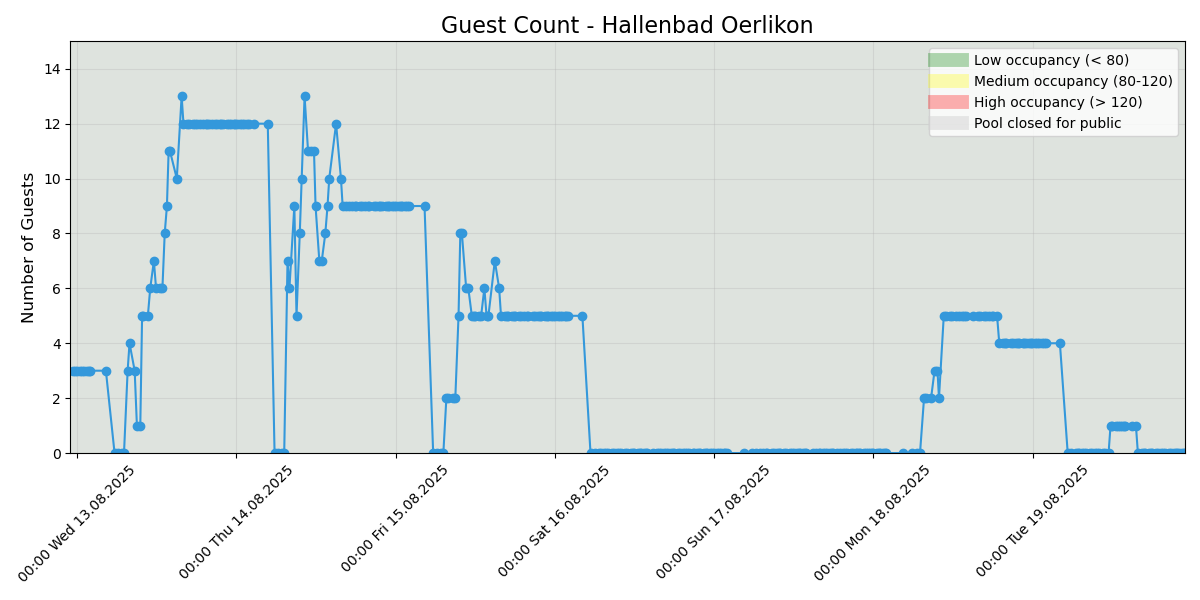 Guest Count - Hallenbad Oerlikon
Low occupancy (< 80)
Medium occupancy (80-120)
High occupancy (> 120)
Pool closed for public
Number of Guests
14
12
10
8
6
4
2
0
00:00 Wed 13.08.2025
00:00 Thu 14.08.2025
00:00 Fri 15.08.2025
00:00 Sat 16.08.2025
00:00 Sun 17.08.2025
00:00 Mon 18.08.2025
00:00 Tue 19.08.2025